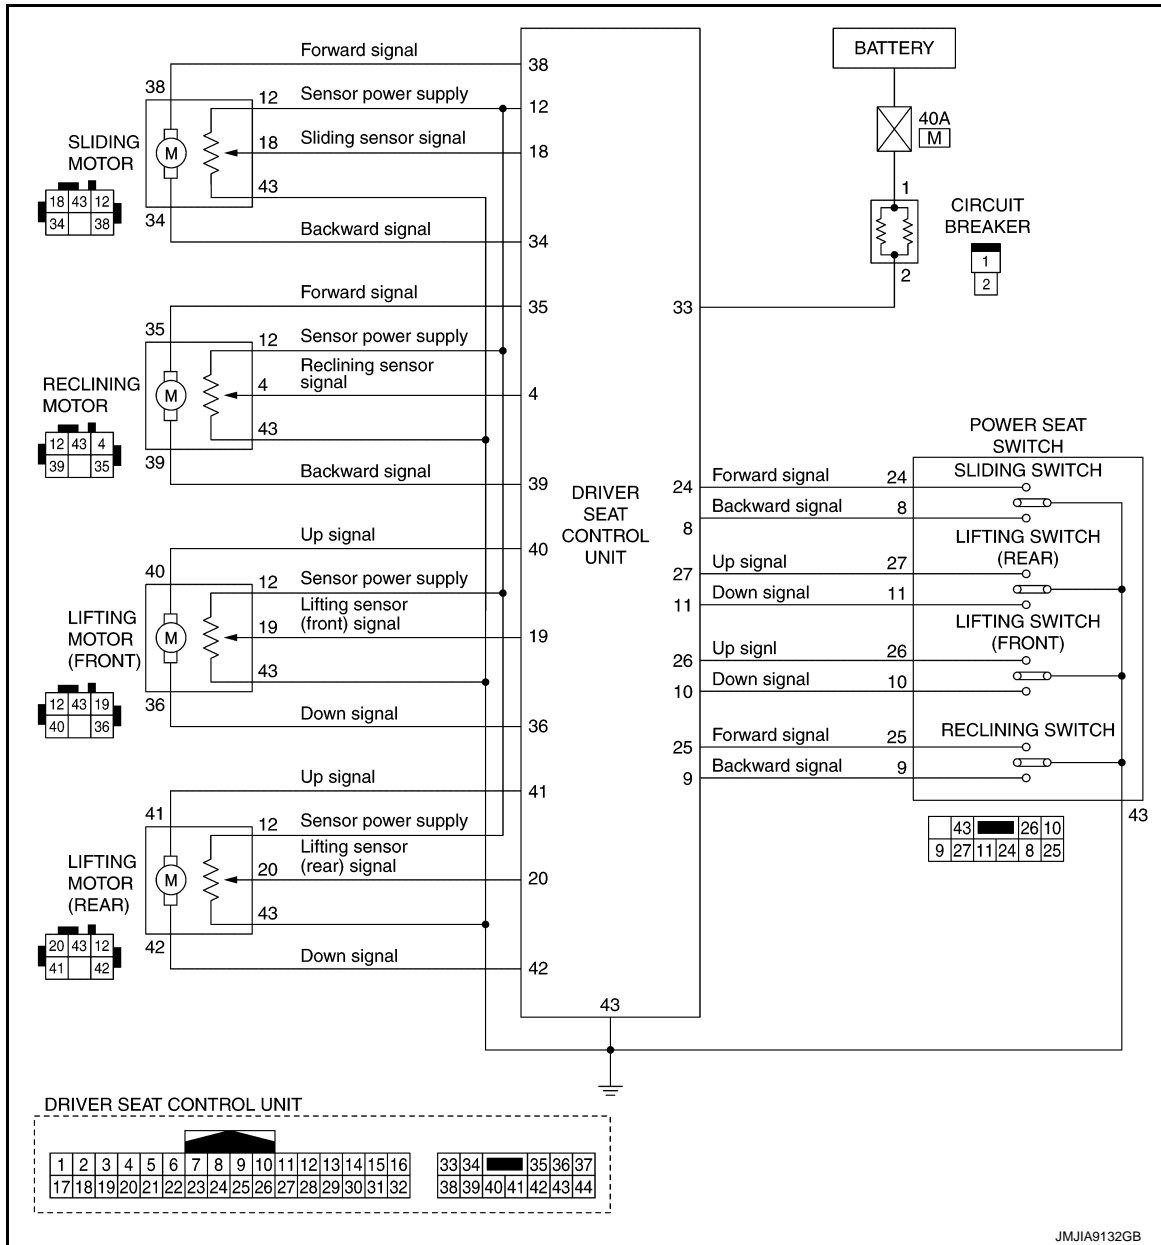 Forward signal
38
38
12
Sensor power supply
12
SLIDING
MOTOR
M
18
Sliding sensor signal
18
43
18 43 12
34 38
34
Backward signal
34
Forward signal
35
35
12
Sensor power supply
RECLINING
MOTOR
M
4
Reclining sensor
signal
4
43
12 43 4
39 35
39
Backward signal
39
Up signal
40
40
12
Sensor power supply
LIFTING
MOTOR
(FRONT)
M
19
Lifting sensor
(front) signal
19
43
12 43 19
40 36
36
Down signal
36
Up signal
41
41
12
Sensor power supply
LIFTING
MOTOR
(REAR)
M
20
Lifting sensor
(rear) signal
20
43
20 43 12
41 42
42
Down signal
42
DRIVER
SEAT
CONTROL
UNIT
43
BATTERY
40A
M
1
CIRCUIT
BREAKER
1
2
2
33
POWER SEAT
SWITCH
SLIDING SWITCH
24 Forward signal 24
8 Backward signal 8
LIFTING SWITCH
(REAR)
27 Up signal 27
11 Down signal 11
LIFTING SWITCH
(FRONT)
26 Up signl 26
10 Down signal 10
RECLINING SWITCH
25 Forward signal 25
9 Backward signal 9
43
43 26 10
9 27 11 24 8 25
DRIVER SEAT CONTROL UNIT
1 2 3 4 5 6 7 8 9 10 11 12 13 14 15 16
17 18 19 20 21 22 23 24 25 26 27 28 29 30 31 32
33 34 35 36 37
38 39 40 41 42 43 44
JMJIA9132GB